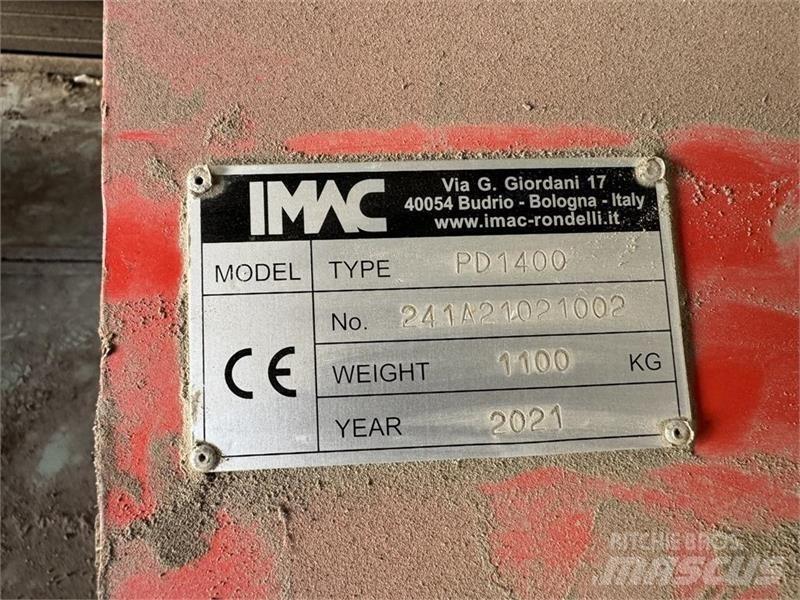 IMAC
Via G. Giordani 17
40054 Budrio - Bologna - Italy
www.imac-rondelli.it
MODEL TYPE PD1400
No. 241A21021002
CE WEIGHT 1100 KG
YEAR 2021
RITCHIE BROS.
MASCUS